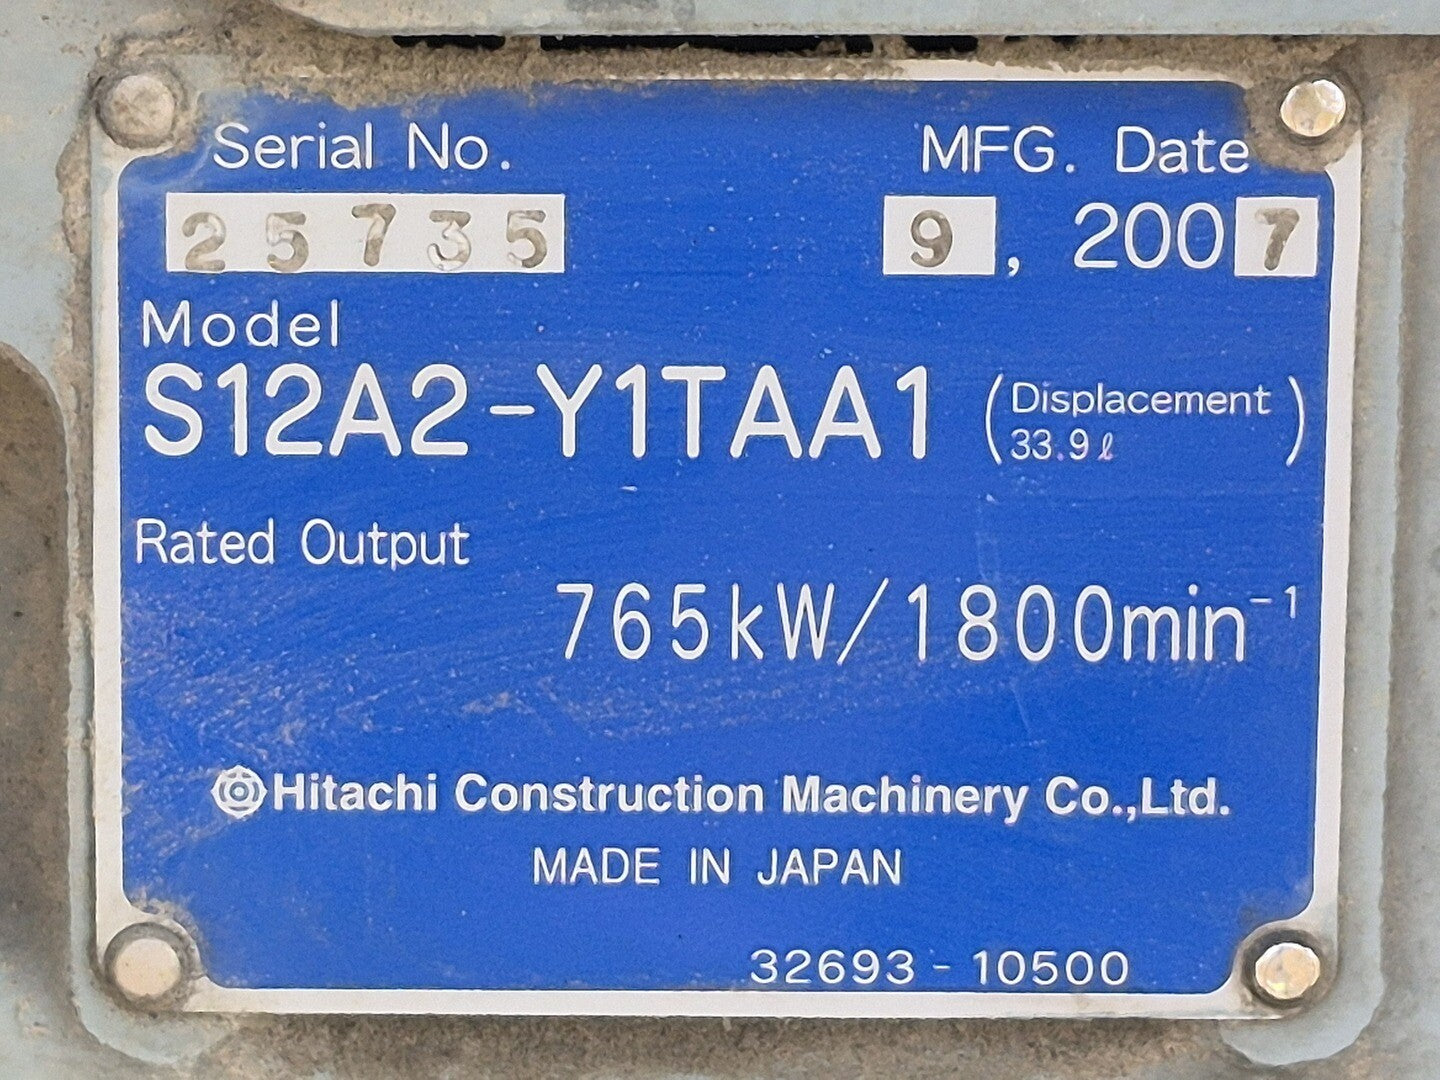 Serial No. MFG. Date
25735 9, 2007
Model
S12A2-Y1TAA1 (Displacement 33.9ℓ)
Rated Output
765kW/1800min⁻¹
Hitachi Construction Machinery Co.,Ltd.
MADE IN JAPAN
32693-10500